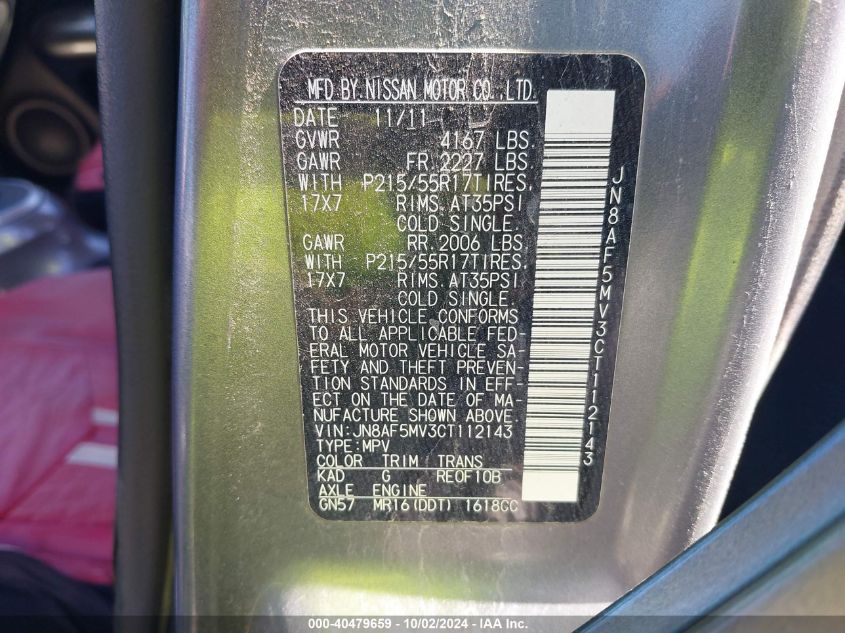 MFD BY NISSAN MOTOR CO.,LTD.
DATE 11/11
GVWR 4167 LBS.
GAWR FR. 2227 LBS.
WITH P215/55R17TIRES,
17X7 RIMS. AT35PSI
COLD SINGLE.
GAWR RR. 2006 LBS.
WITH P215/55R17TIRES,
17X7 RIMS. AT35PSI
COLD SINGLE.
THIS VEHICLE CONFORMS
TO ALL APPLICABLE FED-
ERAL MOTOR VEHICLE SA-
FETY AND THEFT PREVEN-
TION STANDARDS IN EFF-
ECT ON THE DATE OF MA-
NUFACTURE SHOWN ABOVE.
VIN:JN8AF5MV3CT112143
TYPE:MPV
COLOR TRIM TRANS
KAD G REOF10B
AXLE ENGINE
GN57 MR16(DDT) 1618CC
JN8AF5MV3CT112143
000-40479659 - 10/02/2024 - IAA Inc.